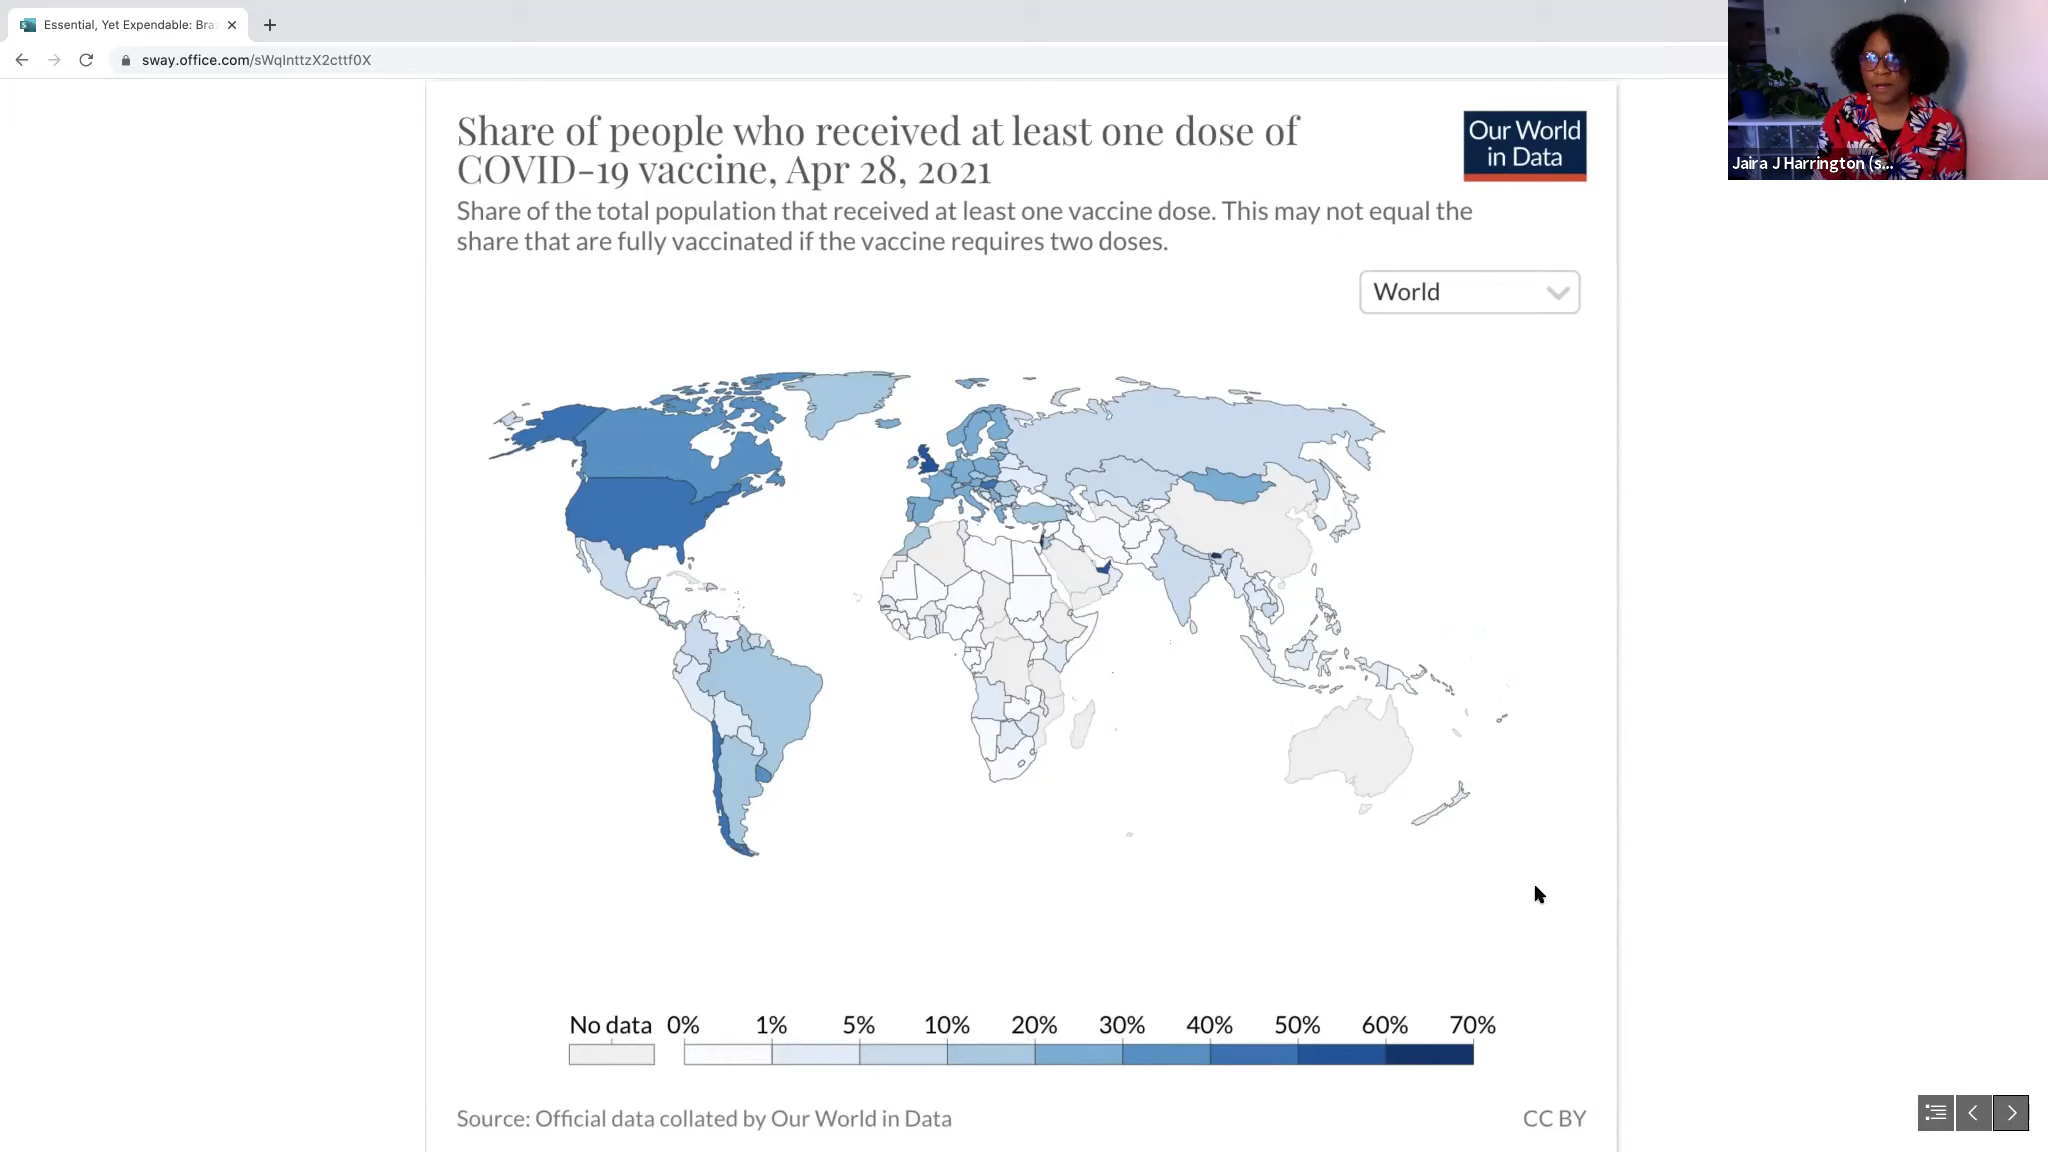 Essential, Yet Expendable: Bra
sway.office.com/sWqInttzX2cttf0X
Jaira J Harrington (s...
Share of people who received at least one dose of
COVID-19 vaccine, Apr 28, 2021
Our World
in Data
Share of the total population that received at least one vaccine dose. This may not equal the
share that are fully vaccinated if the vaccine requires two doses.
World
No data 0% 1% 5% 10% 20% 30% 40% 50% 60% 70%
Source: Official data collated by Our World in Data
CC BY